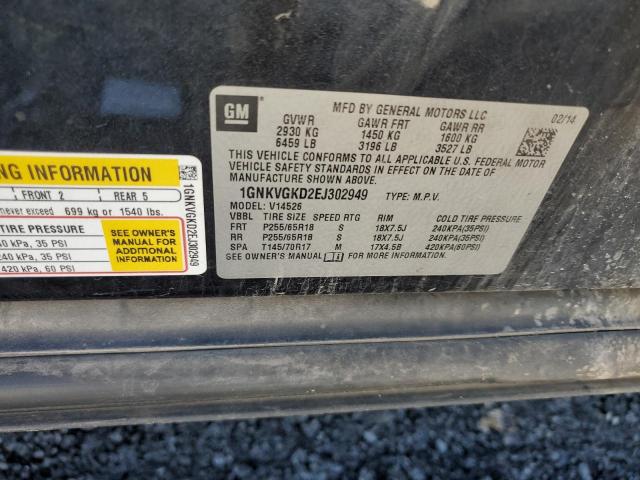 GM
MFD BY GENERAL MOTORS LLC
02/14
GVWR GAWR FRT GAWR RR
2930 KG 1450 KG 1600 KG
6459 LB 3196 LB 3527 LB
THIS VEHICLE CONFORMS TO ALL APPLICABLE U.S. FEDERAL MOTOR
VEHICLE SAFETY STANDARDS IN EFFECT ON THE DATE OF
MANUFACTURE SHOWN ABOVE.
1GNKVGKD2EJ302949 TYPE: M.P.V.
MODEL: V14526
VBBL TIRE SIZE SPEED RTG RIM COLD TIRE PRESSURE
FRT P255/65R18 S 18X7.5J 240KPA(35PSI)
RR P255/65R18 S 18X7.5J 240KPA(35PSI)
SPA T145/70R17 M 17X4.5B 420KPA(60PSI)
SEE OWNER'S MANUAL FOR MORE INFORMATION.
NG INFORMATION
FRONT 2 REAR 5
never exceed 699 kg or 1540 lbs.
TIRE PRESSURE
40 kPA, 35 PSI
240 kPA, 35 PSI
420 kPA, 60 PSI
SEE OWNER'S
MANUAL FOR
ADDITIONAL
INFORMATION
1GNKVGKD2EJ302949